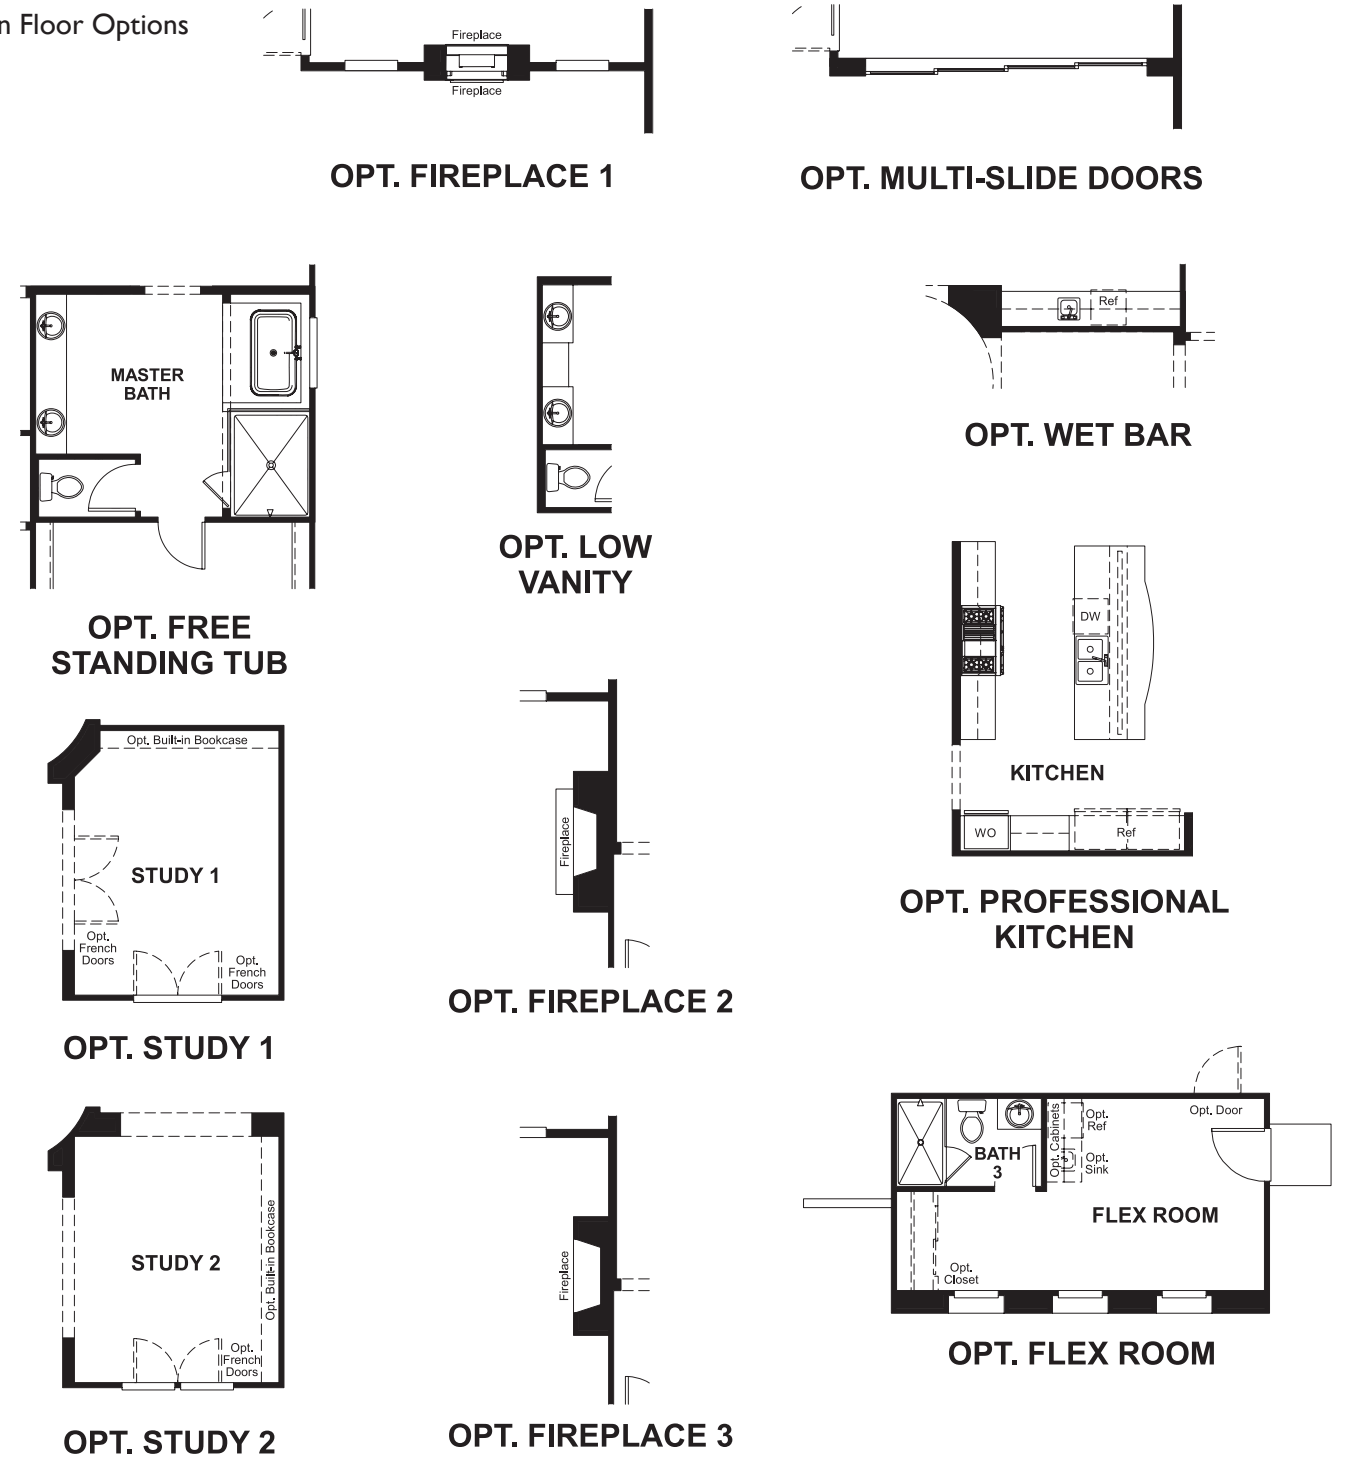 n Floor Options
Fireplace
Fireplace
OPT. FIREPLACE 1
OPT. MULTI-SLIDE DOORS
MASTER
BATH
OPT. FREE
STANDING TUB
OPT. LOW
VANITY
Ref
OPT. WET BAR
DW
KITCHEN
WO
Ref
OPT. PROFESSIONAL
KITCHEN
Opt. Built-in Bookcase
STUDY 1
Opt.
French
Doors
Opt.
French
Doors
OPT. STUDY 1
Fireplace
OPT. FIREPLACE 2
STUDY 2
Opt. Built-in Bookcase
Opt.
French
Doors
OPT. STUDY 2
Fireplace
OPT. FIREPLACE 3
BATH
3
Opt. Cabinets
Opt.
Ref
Opt.
Sink
Opt. Door
FLEX ROOM
Opt.
Closet
OPT. FLEX ROOM